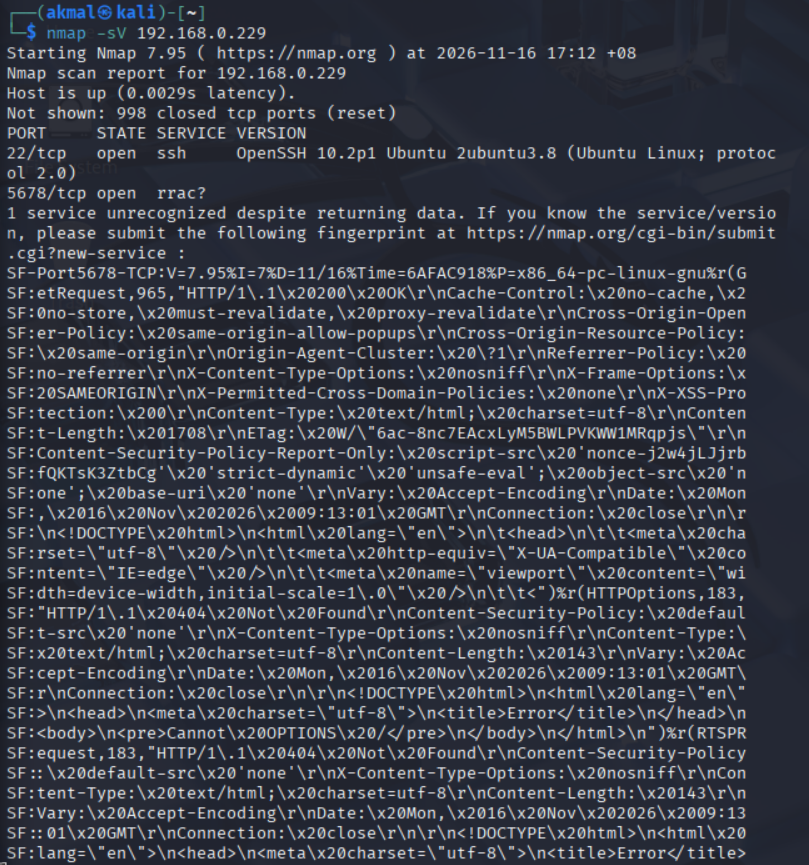 ┌──(akmal㉿kali)-[~]
└─$ nmap -sV 192.168.0.229
Starting Nmap 7.95 ( https://nmap.org ) at 2026-11-16 17:12 +08
Nmap scan report for 192.168.0.229
Host is up (0.0029s latency).
Not shown: 998 closed tcp ports (reset)
PORT     STATE SERVICE VERSION
22/tcp   open  ssh     OpenSSH 10.2p1 Ubuntu 2ubuntu3.8 (Ubuntu Linux; protoc
ol 2.0)
5678/tcp open  rrac?
1 service unrecognized despite returning data. If you know the service/versio
n, please submit the following fingerprint at https://nmap.org/cgi-bin/submit
.cgi?new-service :
SF-Port5678-TCP:V=7.95%I=7%D=11/16%Time=6AFAC918%P=x86_64-pc-linux-gnu%r(G
SF:etRequest,965,"HTTP/1\.1\x20200\x20OK\r\nCache-Control:\x20no-cache,\x2
SF:0no-store,\x20must-revalidate,\x20proxy-revalidate\r\nCross-Origin-Open
SF:er-Policy:\x20same-origin-allow-popups\r\nCross-Origin-Resource-Policy:
SF:\x20same-origin\r\nOrigin-Agent-Cluster:\x20\?1\r\nReferrer-Policy:\x20
SF:no-referrer\r\nX-Content-Type-Options:\x20nosniff\r\nX-Frame-Options:\x
SF:20SAMEORIGIN\r\nX-Permitted-Cross-Domain-Policies:\x20none\r\nX-XSS-Pro
SF:tection:\x200\r\nContent-Type:\x20text/html;\x20charset=utf-8\r\nConten
SF:t-Length:\x201708\r\nETag:\x20W/\"6ac-8nc7EAcxLyM5BWLPVKWW1MRqpjs\"\r\n
SF:Content-Security-Policy-Report-Only:\x20script-src\x20'nonce-j2w4jLJjrb
SF:fQKTsK3ZtbCg'\x20'strict-dynamic'\x20'unsafe-eval';\x20object-src\x20'n
SF:one';\x20base-uri\x20'none'\r\nVary:\x20Accept-Encoding\r\nDate:\x20Mon
SF:,\x2016\x20Nov\x202026\x2009:13:01\x20GMT\r\nConnection:\x20close\r\n\r
SF:\n<!DOCTYPE\x20html>\n<html\x20lang=\"en\">\n\t<head>\n\t\t<meta\x20cha
SF:rset=\"utf-8\"\x20/>\n\t\t<meta\x20http-equiv=\"X-UA-Compatible\"\x20co
SF:ntent=\"IE=edge\"\x20/>\n\t\t<meta\x20name=\"viewport\"\x20content=\"wi
SF:dth=device-width,initial-scale=1\.0\"\x20/>\n\t\t<")%r(HTTPOptions,183,
SF:"HTTP/1\.1\x20404\x20Not\x20Found\r\nContent-Security-Policy:\x20defaul
SF:t-src\x20'none'\r\nX-Content-Type-Options:\x20nosniff\r\nContent-Type:\
SF:x20text/html;\x20charset=utf-8\r\nContent-Length:\x20143\r\nVary:\x20Ac
SF:cept-Encoding\r\nDate:\x20Mon,\x2016\x20Nov\x202026\x2009:13:01\x20GMT\
SF:r\nConnection:\x20close\r\n\r\n<!DOCTYPE\x20html>\n<html\x20lang=\"en\"
SF:>\n<head>\n<meta\x20charset=\"utf-8\">\n<title>Error</title>\n</head>\n
SF:<body>\n<pre>Cannot\x20OPTIONS\x20/</pre>\n</body>\n</html>\n")%r(RTSPR
SF:equest,183,"HTTP/1\.1\x20404\x20Not\x20Found\r\nContent-Security-Policy
SF::\x20default-src\x20'none'\r\nX-Content-Type-Options:\x20nosniff\r\nCon
SF:tent-Type:\x20text/html;\x20charset=utf-8\r\nContent-Length:\x20143\r\n
SF:Vary:\x20Accept-Encoding\r\nDate:\x20Mon,\x2016\x20Nov\x202026\x2009:13
SF::01\x20GMT\r\nConnection:\x20close\r\n\r\n<!DOCTYPE\x20html>\n<html\x20
SF:lang=\"en\">\n<head>\n<meta\x20charset=\"utf-8\">\n<title>Error</title>